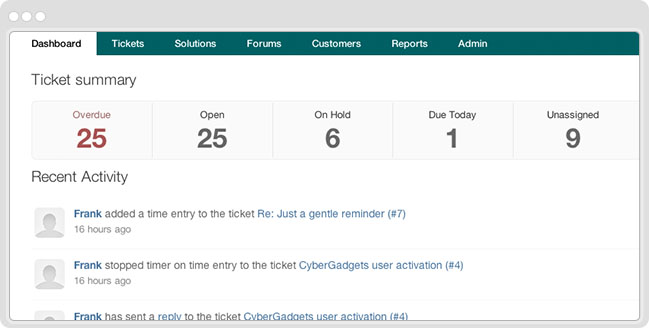 Dashboard Tickets Solutions Forums Customers Reports Admin
Ticket summary
Overdue Open On Hold Due Today Unassigned
25 25 6 1 9
Recent Activity
Frank added a time entry to the ticket Re: Just a gentle reminder (#7)
16 hours ago
Frank stopped timer on time entry to the ticket CyberGadgets user activation (#4)
16 hours ago
Frank has sent a reply to the ticket CyberGadgets user activation (#4)